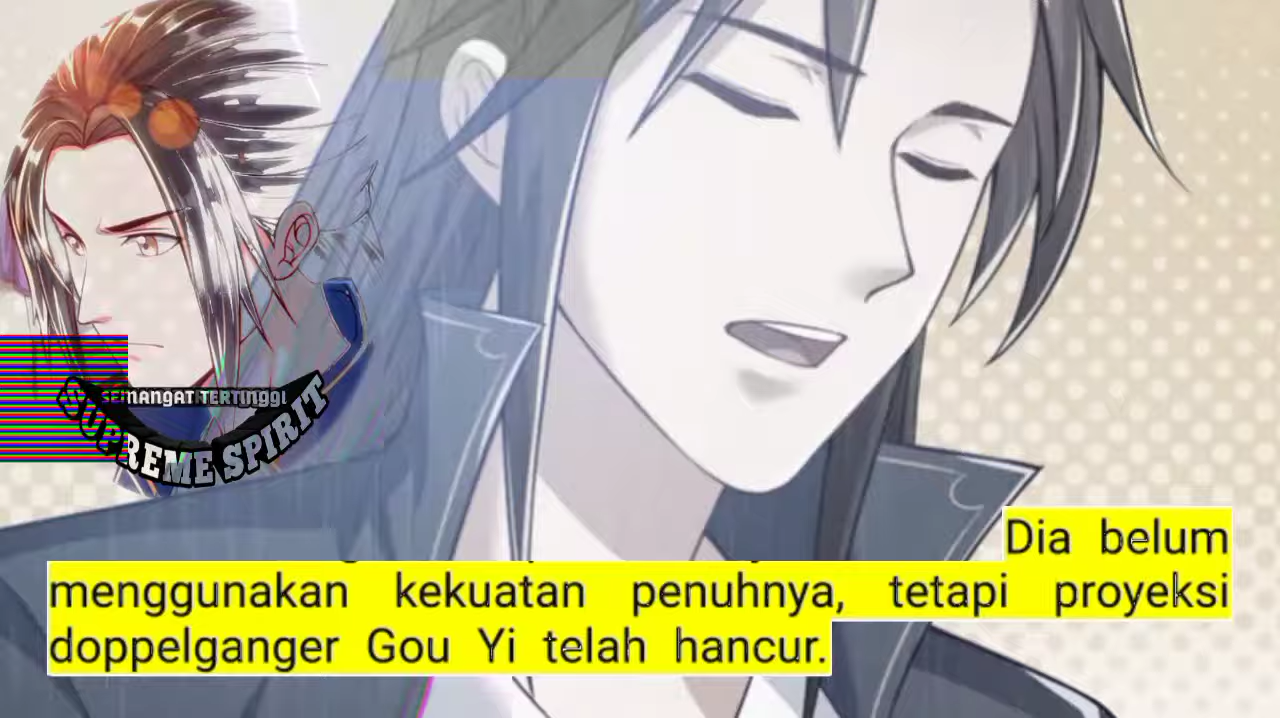 SEMANGAT TERTINGGI
SUPREME SPIRIT
Dia belum
menggunakan kekuatan penuhnya, tetapi proyeksi
doppelganger Gou Yi telah hancur.